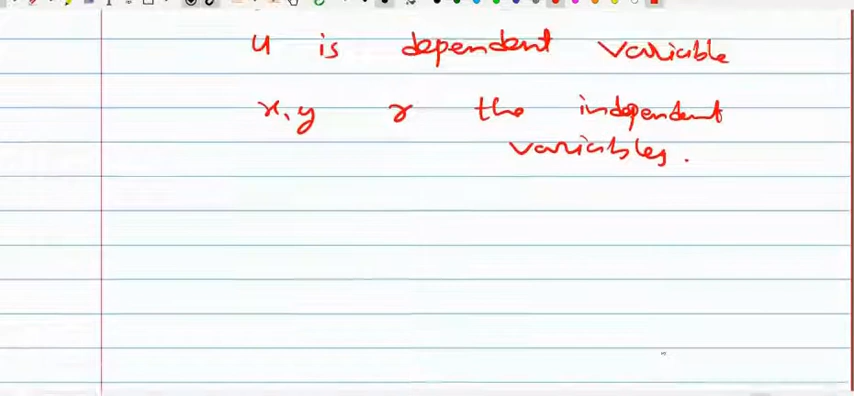 u is dependent variable
x, y r the independent
variables.